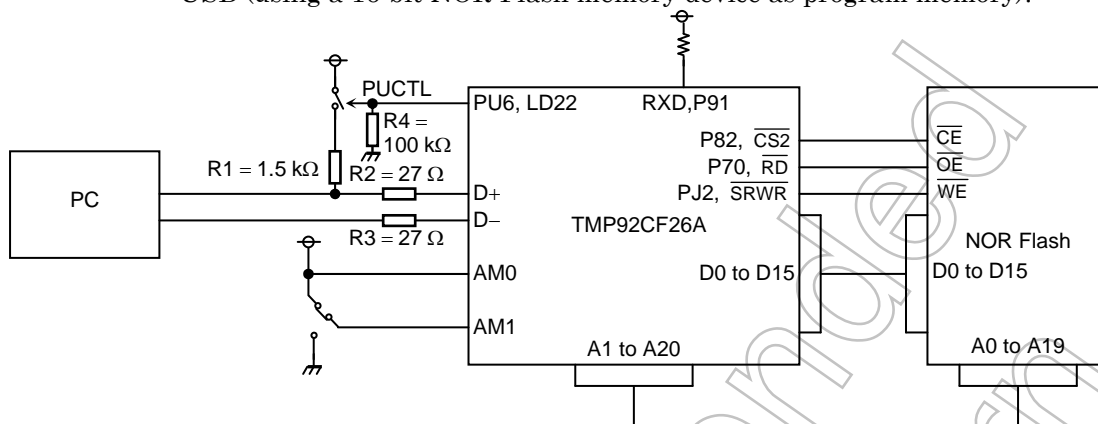 USB (using a 16-bit NOR Flash memory device as program memory).
PUCTL
PU6, LD22
RXD,P91
R4 =
100 kΩ
P82, CS2
CE
P70, RD
OE
PJ2, SRWR
WE
R1 = 1.5 kΩ
R2 = 27 Ω
PC
D+
D−
R3 = 27 Ω
TMP92CF26A
NOR Flash
AM0
D0 to D15
D0 to D15
AM1
A1 to A20
A0 to A19